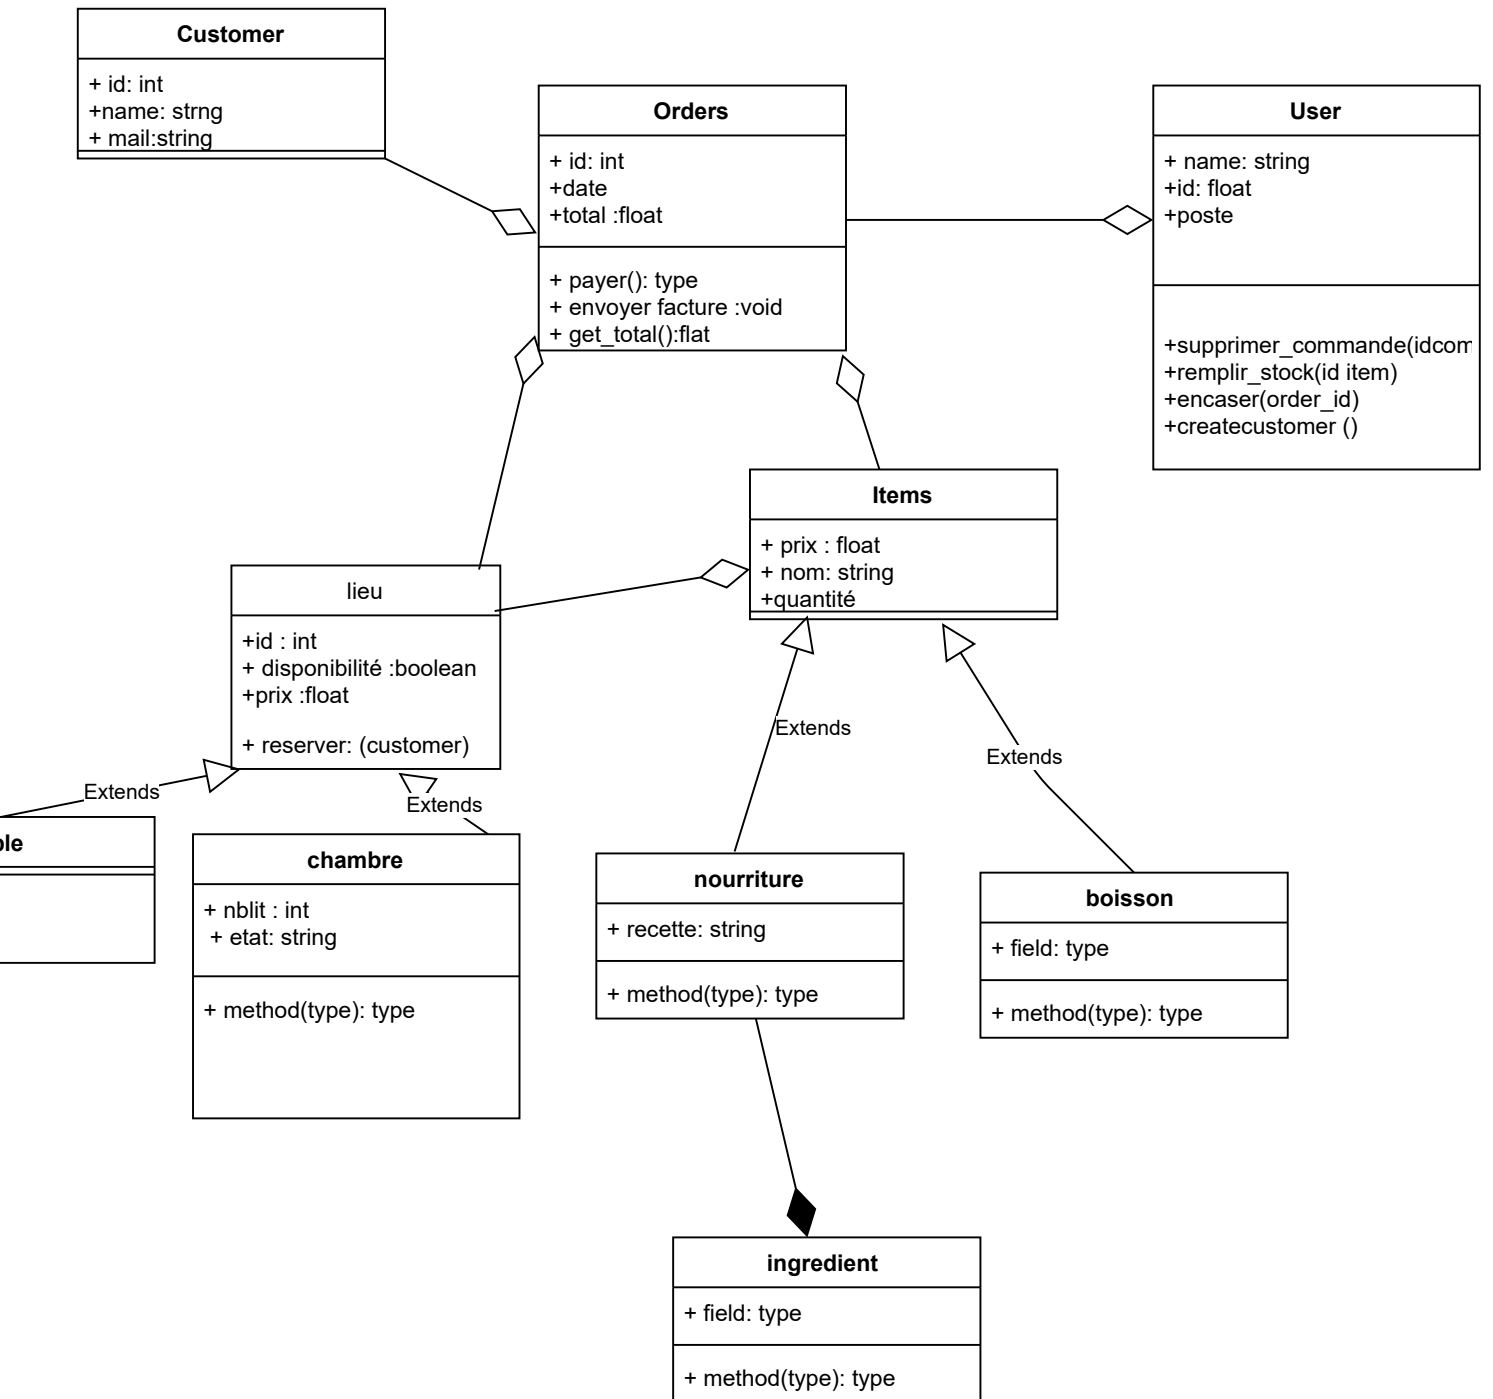 Customer
+ id: int
+name: strng
+ mail:string
Orders
+ id: int
+date
+total :float
+ payer(): type
+ envoyer facture :void
+ get_total():flat
User
+ name: string
+id: float
+poste
+supprimer_commande(idcom
+remplir_stock(id item)
+encaser(order_id)
+createcustomer ()
Items
+ prix : float
+ nom: string
+quantité
lieu
+id : int
+ disponibilité :boolean
+prix :float
+ reserver: (customer)
Extends
Extends
Extends
Extends
ble
chambre
+ nblit : int
+ etat: string
+ method(type): type
nourriture
+ recette: string
+ method(type): type
boisson
+ field: type
+ method(type): type
ingredient
+ field: type
+ method(type): type